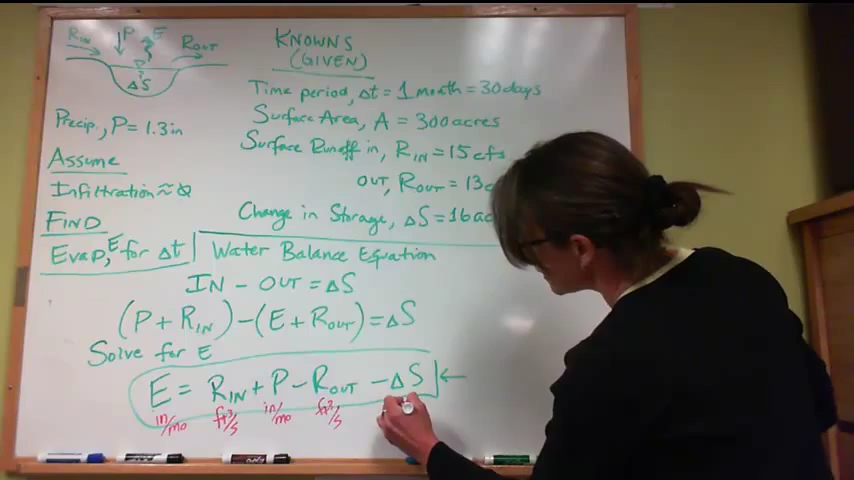 RIN P E ROUT
ΔS
KNOWNS
(GIVEN)
Time period, Δt = 1 month = 30 days
Surface Area, A = 300 acres
Surface Runoff in, RIN = 15 cfs
OUT, ROUT = 13c
Change in Storage, ΔS = 16 ac
Precip., P = 1.3 in
ASSUME
Infiltration ≈ 0
FIND
Evap, E for Δt
Water Balance Equation
IN - OUT = ΔS
(P + RIN) - (E + ROUT) = ΔS
Solve for E
E = RIN + P - ROUT - ΔS ←
in/mo ft³/s in/mo ft³/s